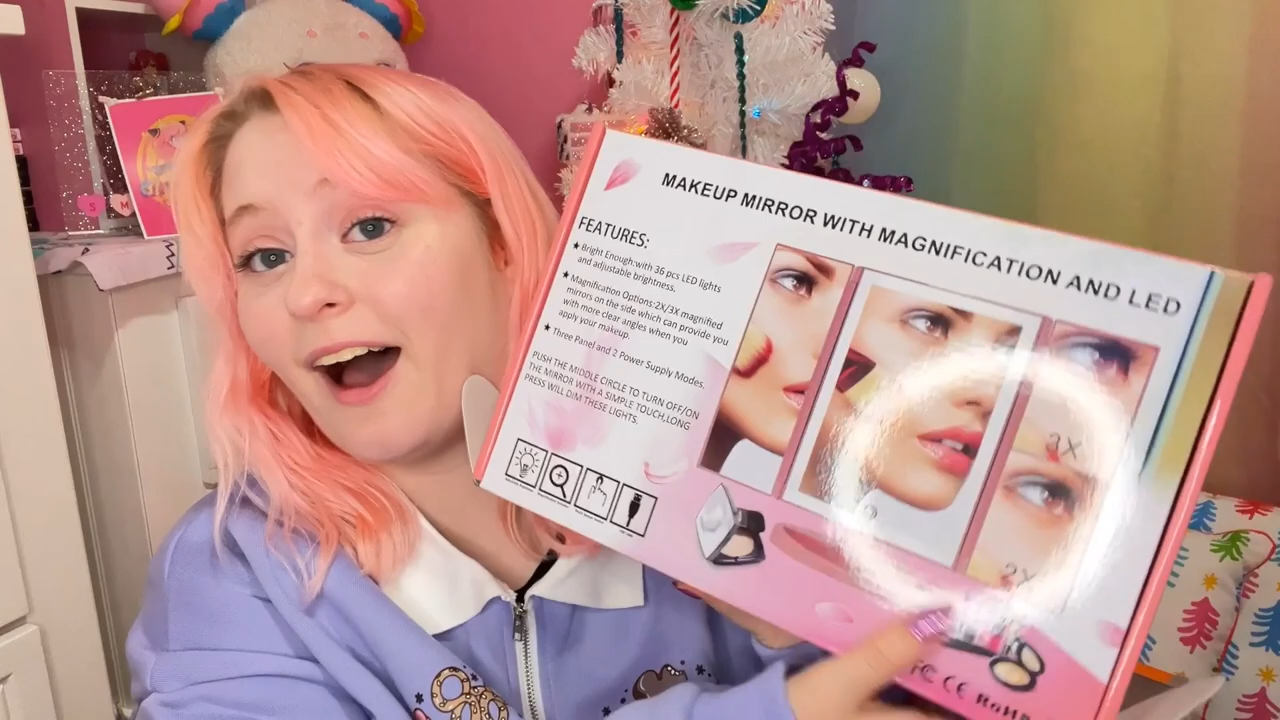 MAKEUP MIRROR WITH MAGNIFICATION AND LED
FEATURES:
★ Bright Enough:with 36 pcs LED lights
and adjustable brightness.
★ Magnification Options:2X/3X magnified
mirrors on the side which can provide you
with more clear angles when you
apply your makeup.
★ Three Panel and 2 Power Supply Modes.
PUSH THE MIDDLE CIRCLE TO TURN OFF/ON
THE MIRROR WITH A SIMPLE TOUCH,LONG
PRESS WILL DIM THESE LIGHTS.
3X
2X
FC CE RoHS
S M